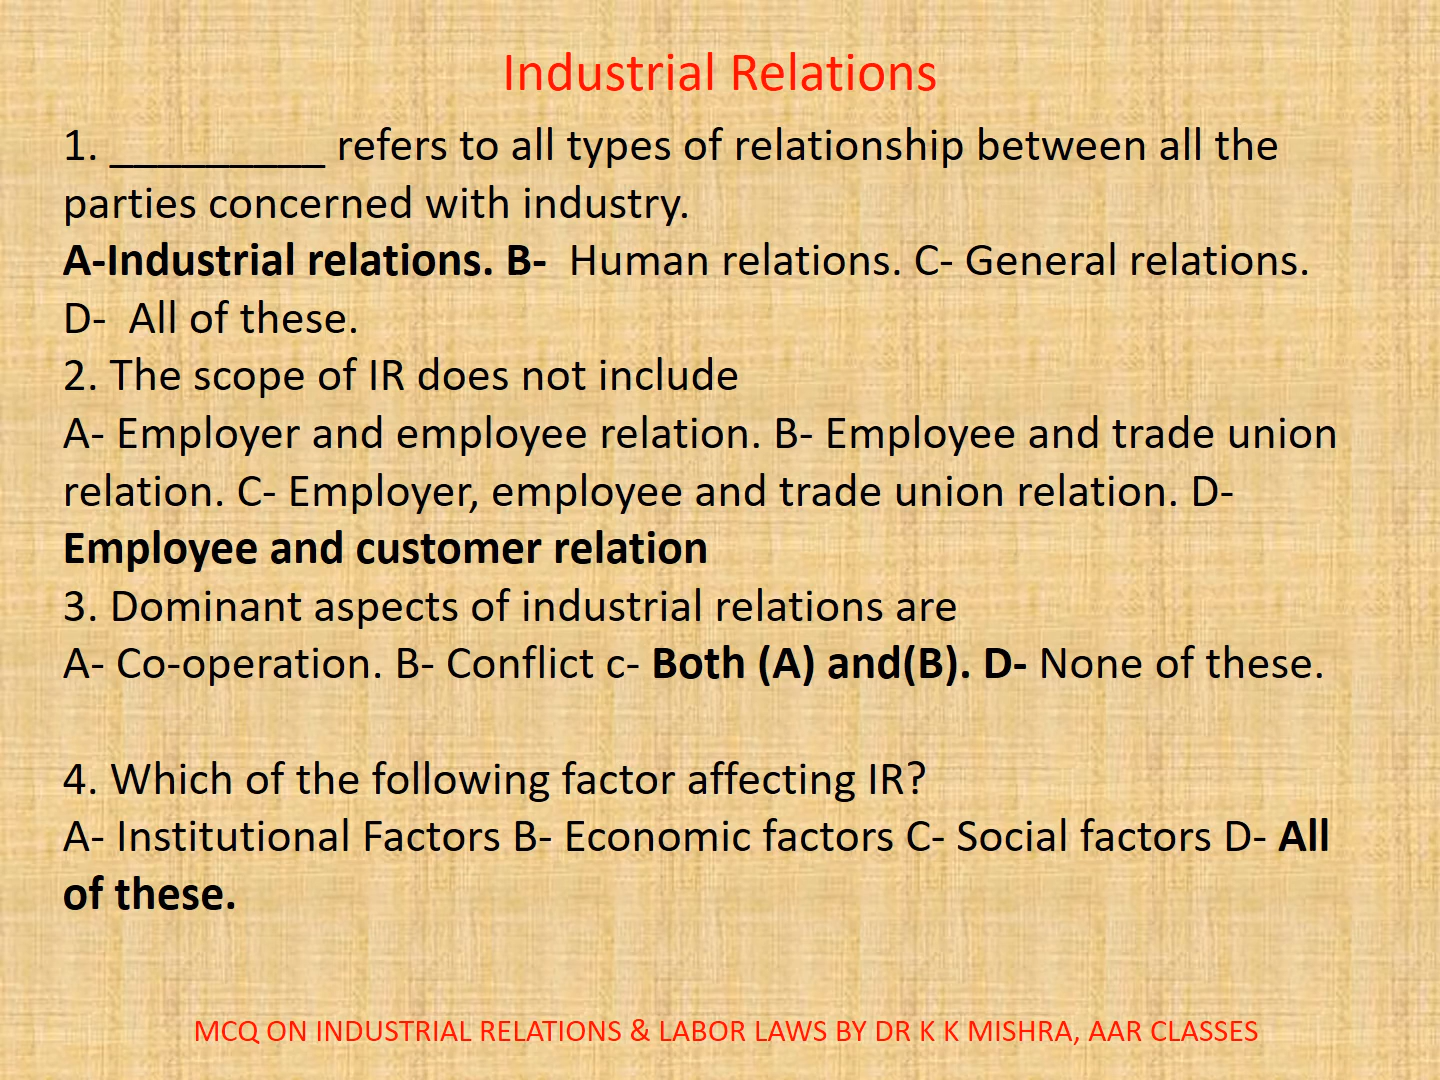 Industrial Relations
1. _________ refers to all types of relationship between all the
parties concerned with industry.
A-Industrial relations. B-  Human relations. C- General relations.
D-  All of these.
2. The scope of IR does not include
A- Employer and employee relation. B- Employee and trade union
relation. C- Employer, employee and trade union relation. D-
Employee and customer relation
3. Dominant aspects of industrial relations are
A- Co-operation. B- Conflict c- Both (A) and(B). D- None of these.
4. Which of the following factor affecting IR?
A- Institutional Factors B- Economic factors C- Social factors D- All
of these.
MCQ ON INDUSTRIAL RELATIONS & LABOR LAWS BY DR K K MISHRA, AAR CLASSES